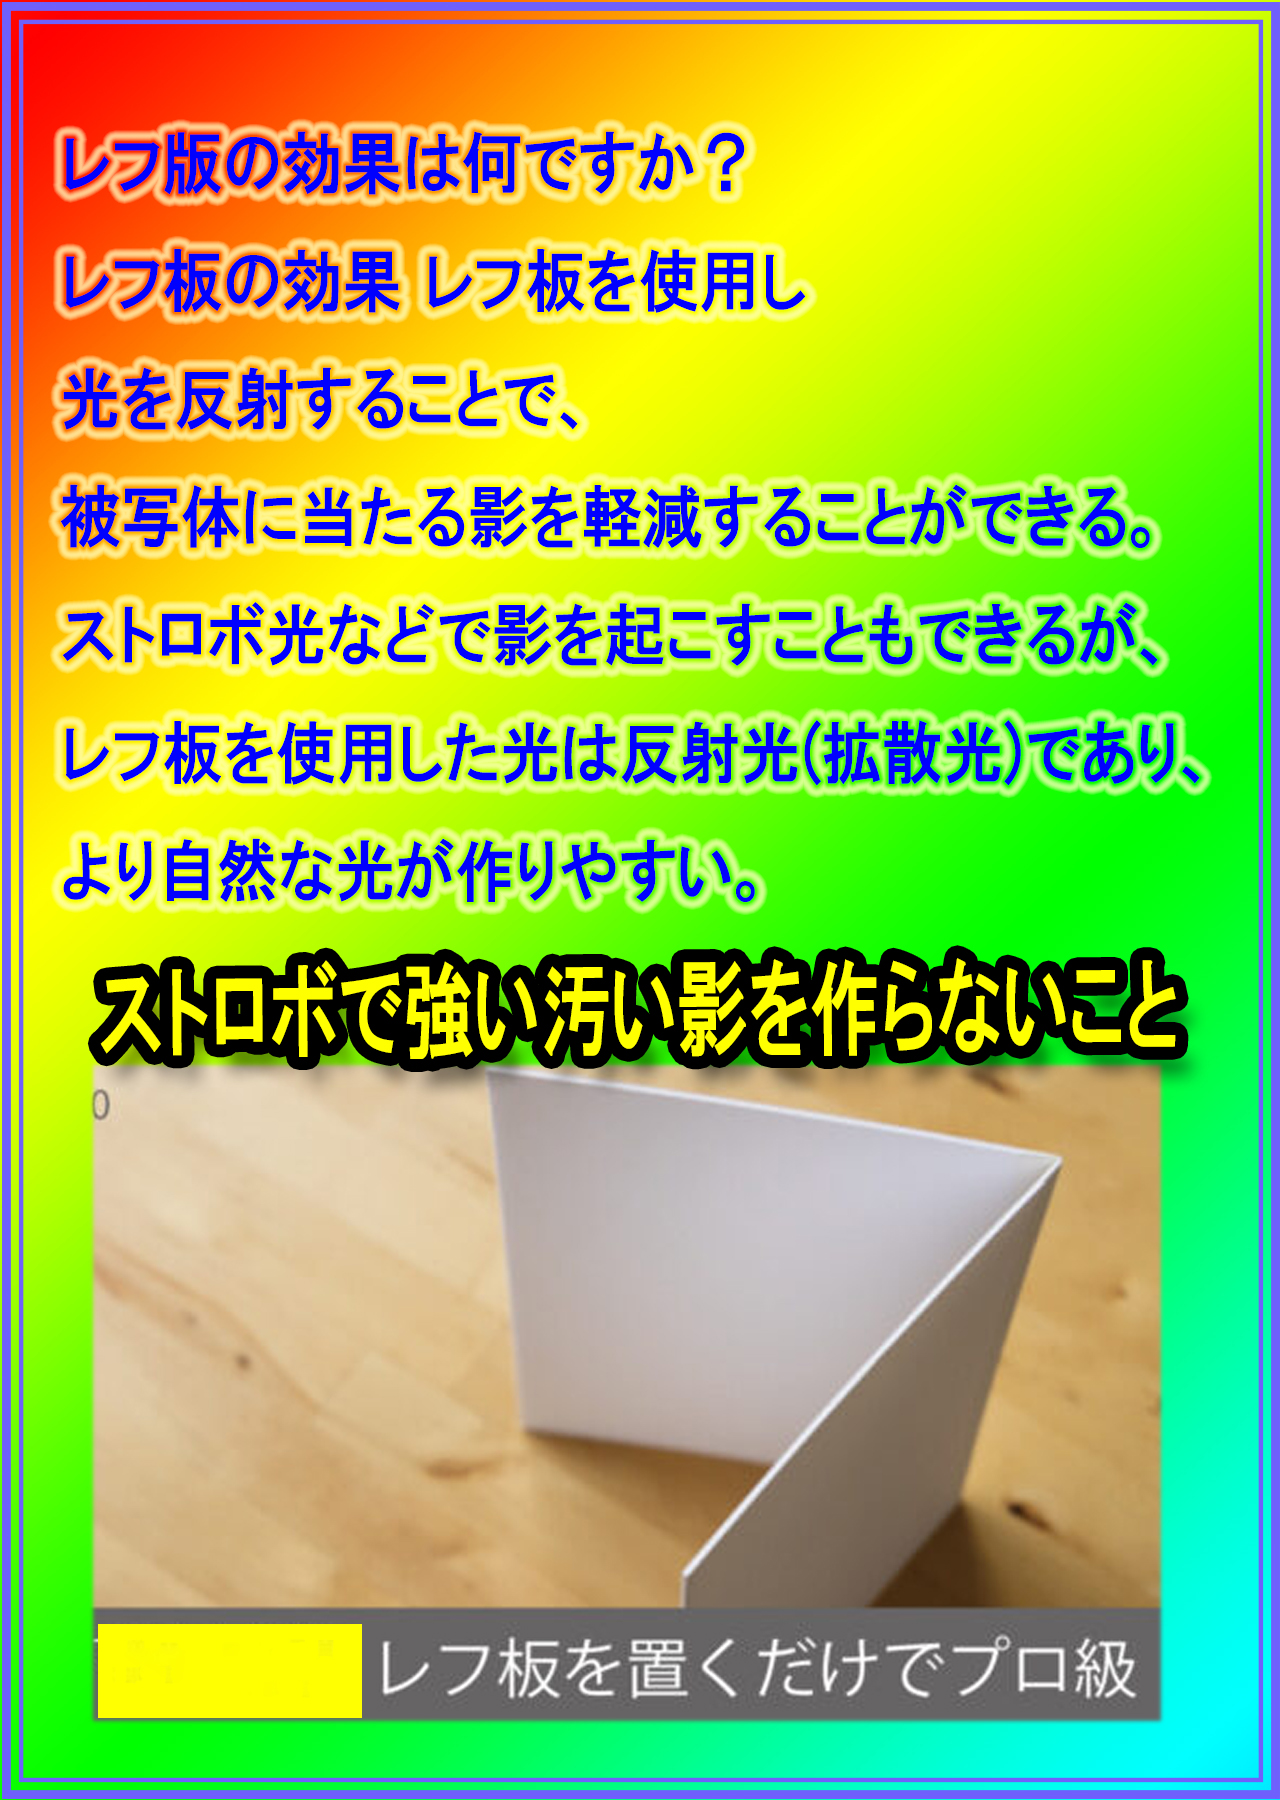 レフ版の効果は何ですか？
レフ板の効果 レフ板を使用し
光を反射することで、
被写体に当たる影を軽減することができる。
ストロボ光などで影を起こすこともできるが、
レフ板を使用した光は反射光(拡散光)であり、
より自然な光が作りやすい。
ストロボで強い汚い影を作らないこと
0
レフ板を置くだけでプロ級